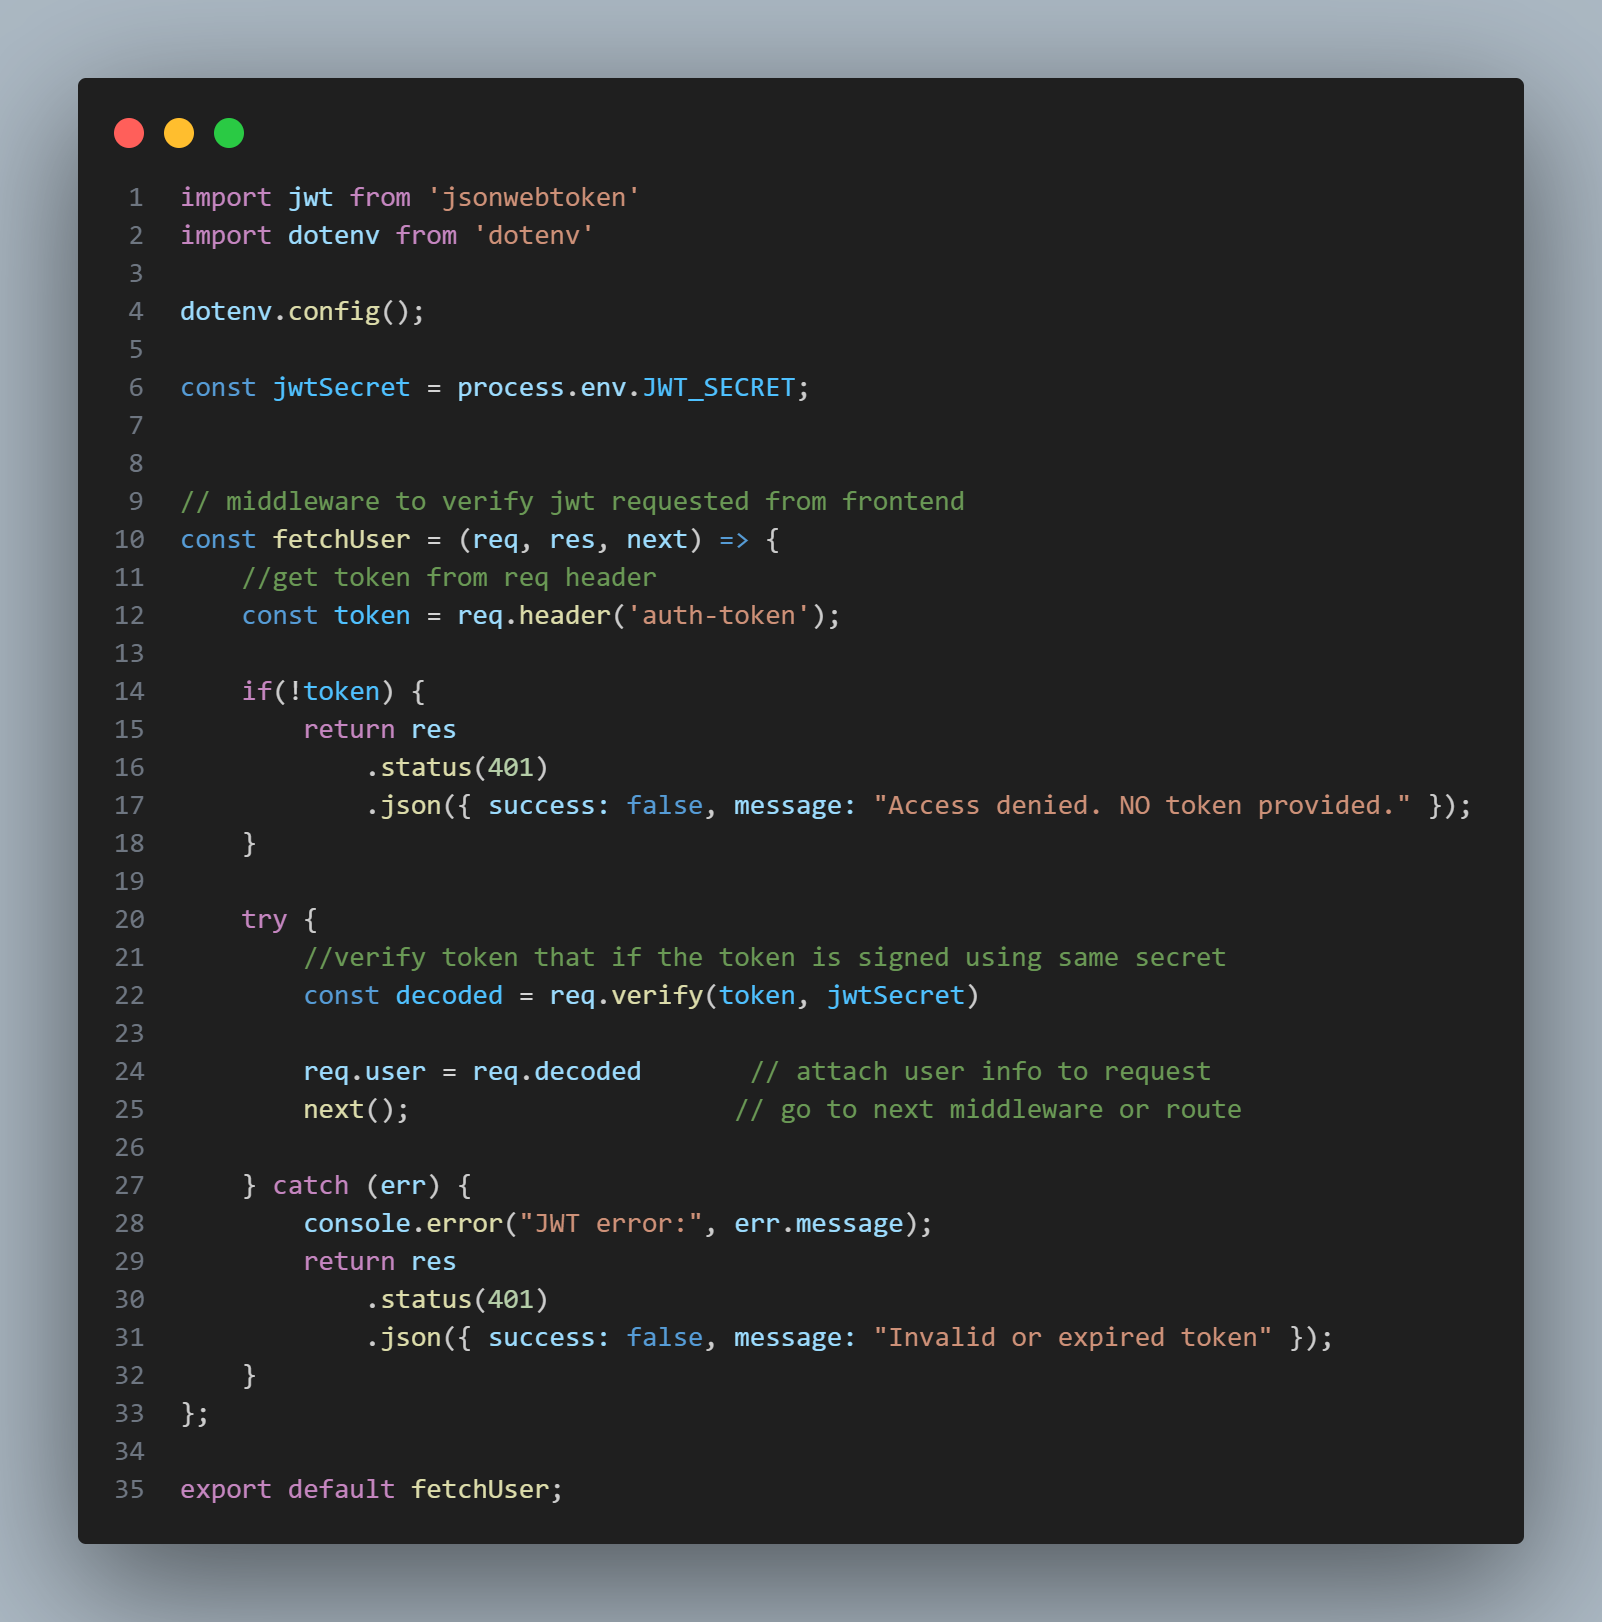 1 import jwt from 'jsonwebtoken'
2 import dotenv from 'dotenv'
3
4 dotenv.config();
5
6 const jwtSecret = process.env.JWT_SECRET;
7
8
9 // middleware to verify jwt requested from frontend
10 const fetchUser = (req, res, next) => {
11     //get token from req header
12     const token = req.header('auth-token');
13
14     if(!token) {
15         return res
16             .status(401)
17             .json({ success: false, message: "Access denied. NO token provided." });
18     }
19
20     try {
21         //verify token that if the token is signed using same secret
22         const decoded = req.verify(token, jwtSecret)
23
24         req.user = req.decoded       // attach user info to request
25         next();                     // go to next middleware or route
26
27     } catch (err) {
28         console.error("JWT error:", err.message);
29         return res
30             .status(401)
31             .json({ success: false, message: "Invalid or expired token" });
32     }
33 };
34
35 export default fetchUser;